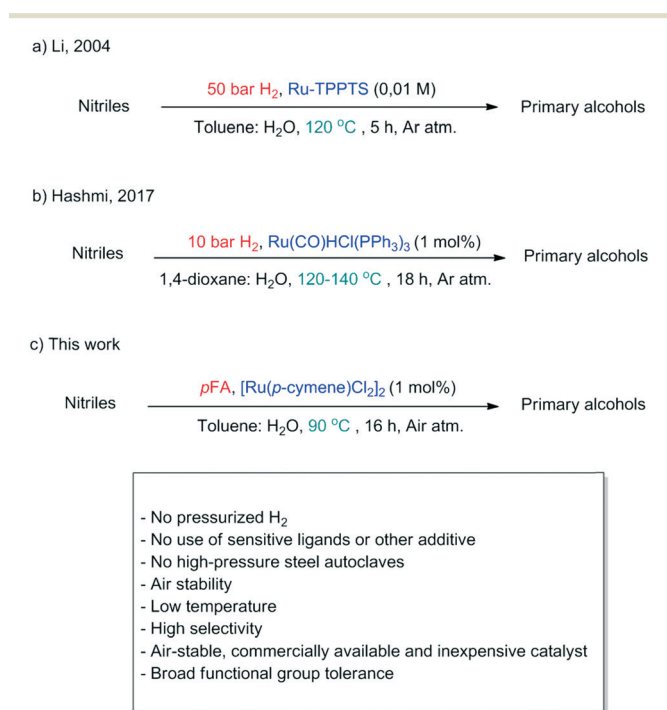 a) Li, 2004
50 bar H₂, Ru-TPPTS (0,01 M)
Nitriles
Primary alcohols
Toluene: H₂O, 120 °C , 5 h, Ar atm.
b) Hashmi, 2017
10 bar H₂, Ru(CO)HCl(PPh₃)₃ (1 mol%)
Nitriles
Primary alcohols
1,4-dioxane: H₂O, 120-140 °C , 18 h, Ar atm.
c) This work
pFA, [Ru(p-cymene)Cl₂]₂ (1 mol%)
Nitriles
Primary alcohols
Toluene: H₂O, 90 °C , 16 h, Air atm.
- No pressurized H₂
- No use of sensitive ligands or other additive
- No high-pressure steel autoclaves
- Air stability
- Low temperature
- High selectivity
- Air-stable, commercially available and inexpensive catalyst
- Broad functional group tolerance